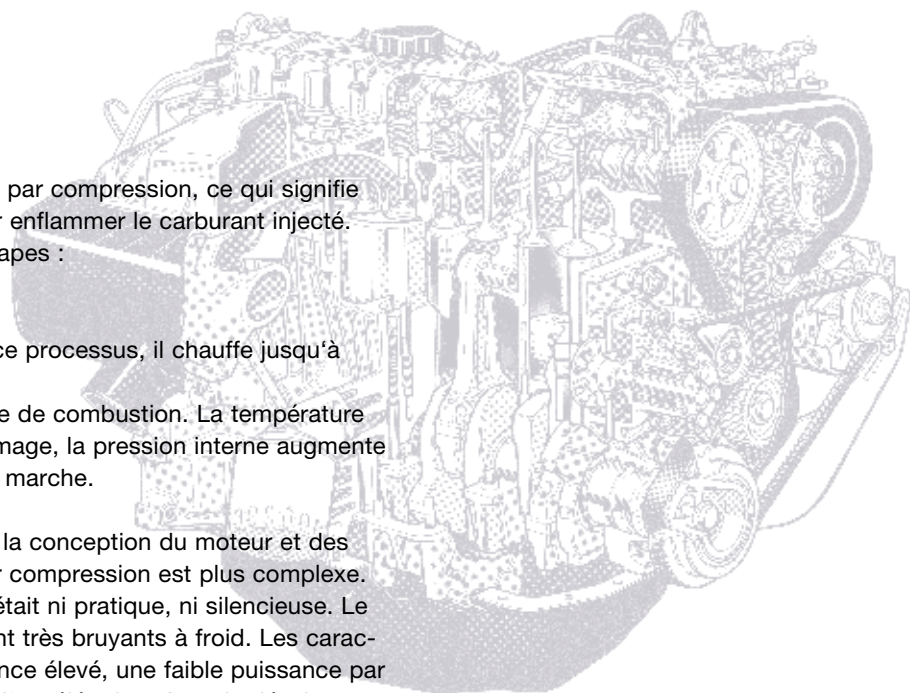 par compression, ce qui signifie
enflammer le carburant injecté.
apes :
ce processus, il chauffe jusqu‘à
e de combustion. La température
mage, la pression interne augmente
marche.
la conception du moteur et des
r compression est plus complexe.
était ni pratique, ni silencieuse. Le
nt très bruyants à froid. Les carac-
nce élevé, une faible puissance par